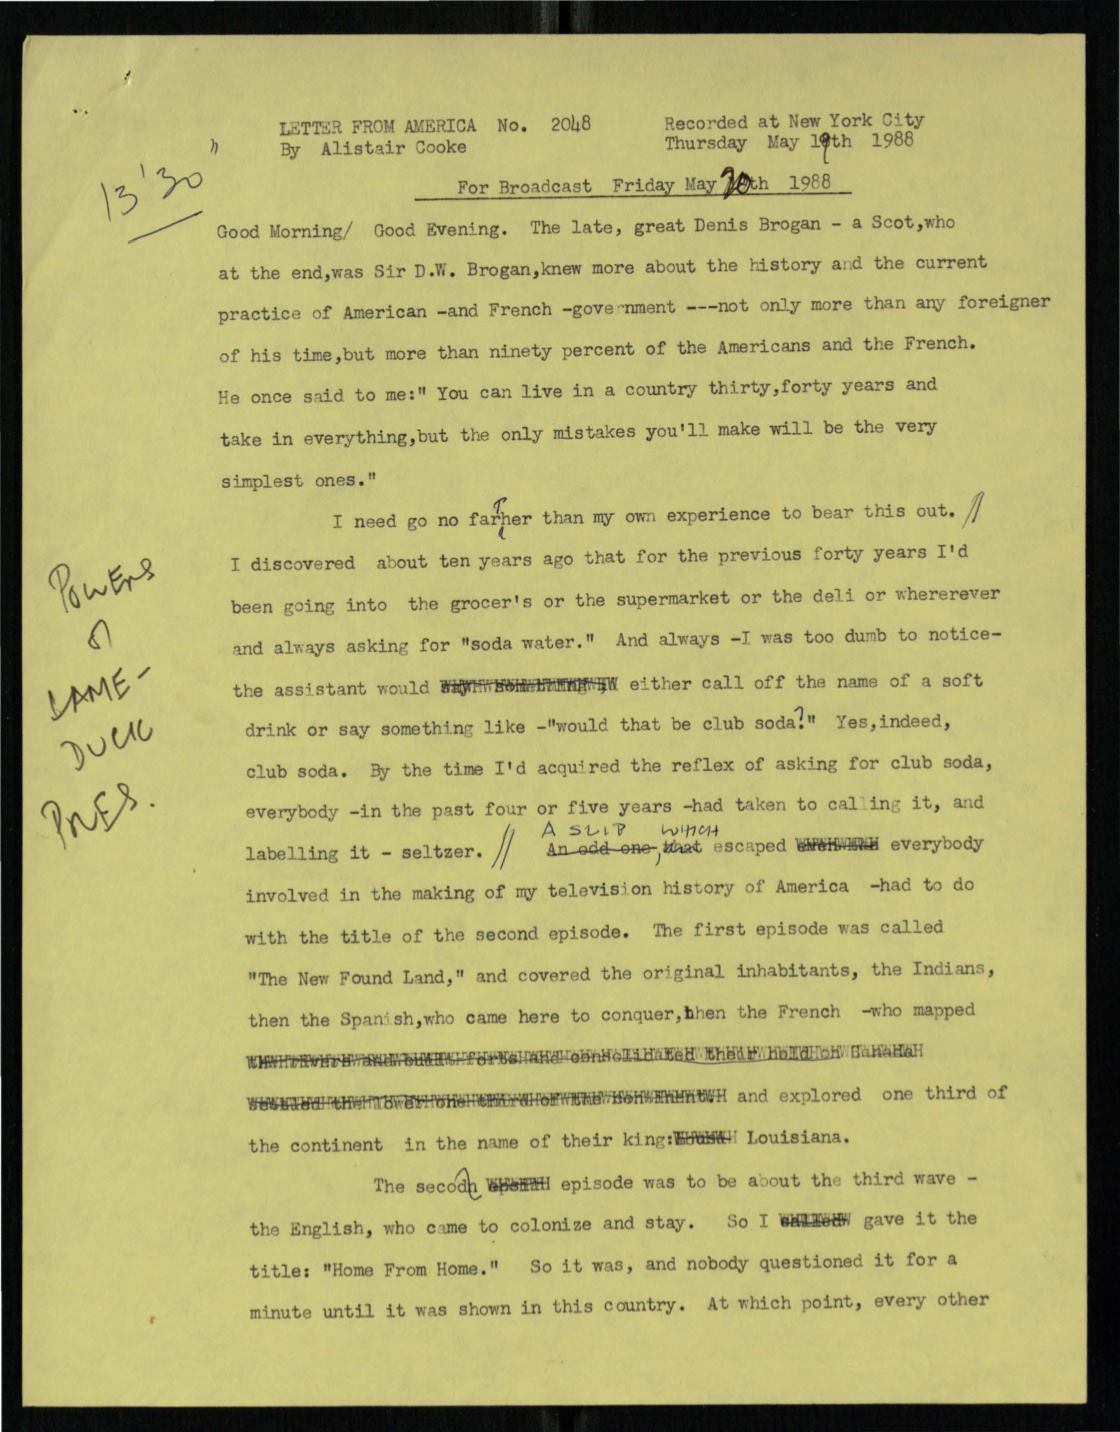 LETTER FROM AMERICA No. 2048
By Alistair Cooke
Recorded at New York City
Thursday May 19th 1988
13'30"
For Broadcast Friday May 20th 1988
Good Morning/ Good Evening. The late, great Denis Brogan - a Scot,who
at the end,was Sir D.W. Brogan,knew more about the history and the current
practice of American -and French -government ---not only more than any foreigner
of his time,but more than ninety percent of the Americans and the French.
He once said to me:" You can live in a country thirty,forty years and
take in everything,but the only mistakes you'll make will be the very
simplest ones."
I need go no farther than my own experience to bear this out. //
I discovered about ten years ago that for the previous forty years I'd
been going into the grocer's or the supermarket or the deli or whererever
and always asking for "soda water." And always -I was too dumb to notice-
the assistant would either call off the name of a soft
drink or say something like -"would that be club soda?" Yes,indeed,
club soda. By the time I'd acquired the reflex of asking for club soda,
everybody -in the past four or five years -had taken to calling it, and
A SLIP WHICH
labelling it - seltzer. // An odd one, that escaped everybody
involved in the making of my television history of America -had to do
with the title of the second episode. The first episode was called
"The New Found Land," and covered the original inhabitants, the Indians,
then the Spanish,who came here to conquer,then the French -who mapped
forts and consolidated their hold on Canada
and explored one third of
the continent in the name of their king: Louisiana.
The secodn episode was to be about the third wave -
the English, who came to colonize and stay. So I called gave it the
title: "Home From Home." So it was, and nobody questioned it for a
minute until it was shown in this country. At which point, every other
POWERS
OF
LAME-
DUCK
PRES.